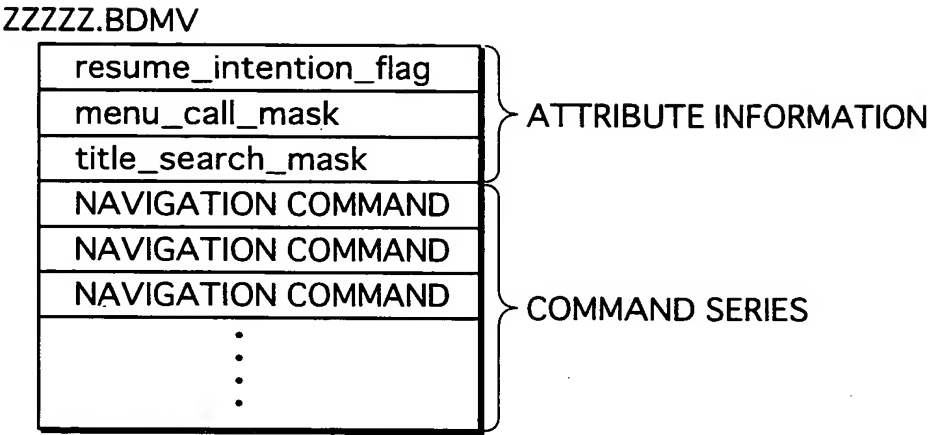 ZZZZZ.BDMV
resume_intention_flag
menu_call_mask
title_search_mask
ATTRIBUTE INFORMATION
NAVIGATION COMMAND
NAVIGATION COMMAND
NAVIGATION COMMAND
COMMAND SERIES